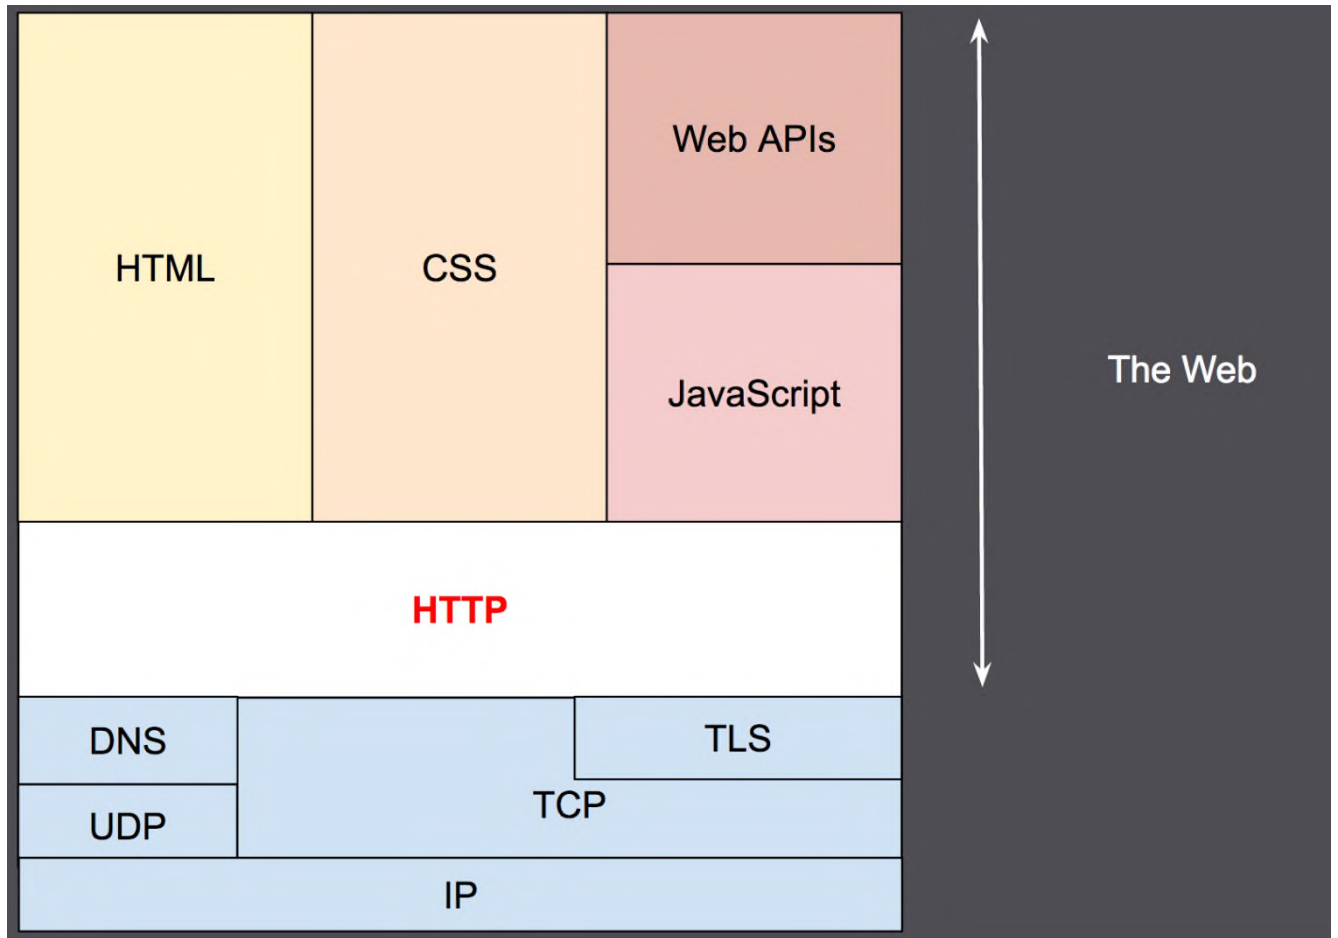 Web APIs
HTML
CSS
The Web
JavaScript
HTTP
DNS
TLS
TCP
UDP
IP